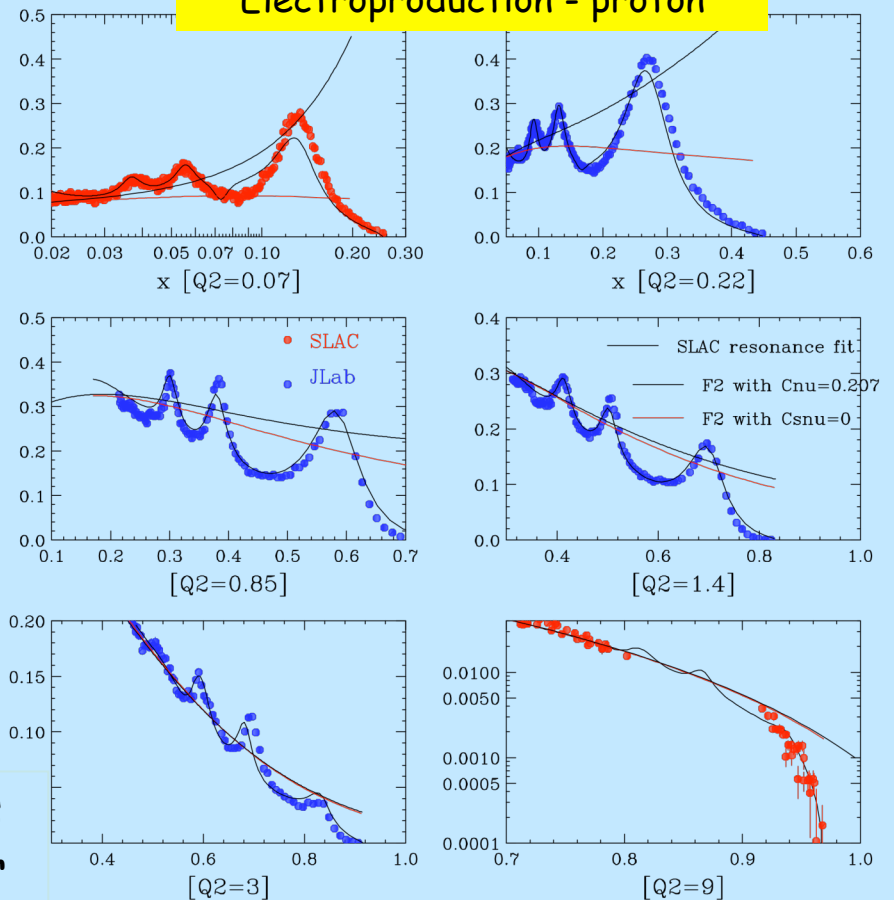 Electroproduction - proton
0.5
0.4
0.3
0.2
0.1
0.0
0.02 0.03 0.05 0.07 0.10 0.20 0.30
x [Q2=0.07]
0.5
0.4
0.3
0.2
0.1
0.0
0.1 0.2 0.3 0.4 0.5 0.6
x [Q2=0.22]
0.5
0.4
0.3
0.2
0.1
0.0
SLAC
JLab
0.1 0.2 0.3 0.4 0.5 0.6 0.7
[Q2=0.85]
0.4
0.3
0.2
0.1
0.0
SLAC resonance fit
F2 with Cnu=0.207
F2 with Csnu=0
0.4 0.6 0.8 1.0
[Q2=1.4]
0.20
0.15
0.10
0.4 0.6 0.8 1.0
[Q2=3]
0.0100
0.0050
0.0010
0.0005
0.0001
0.7 0.8 0.9 1.0
[Q2=9]